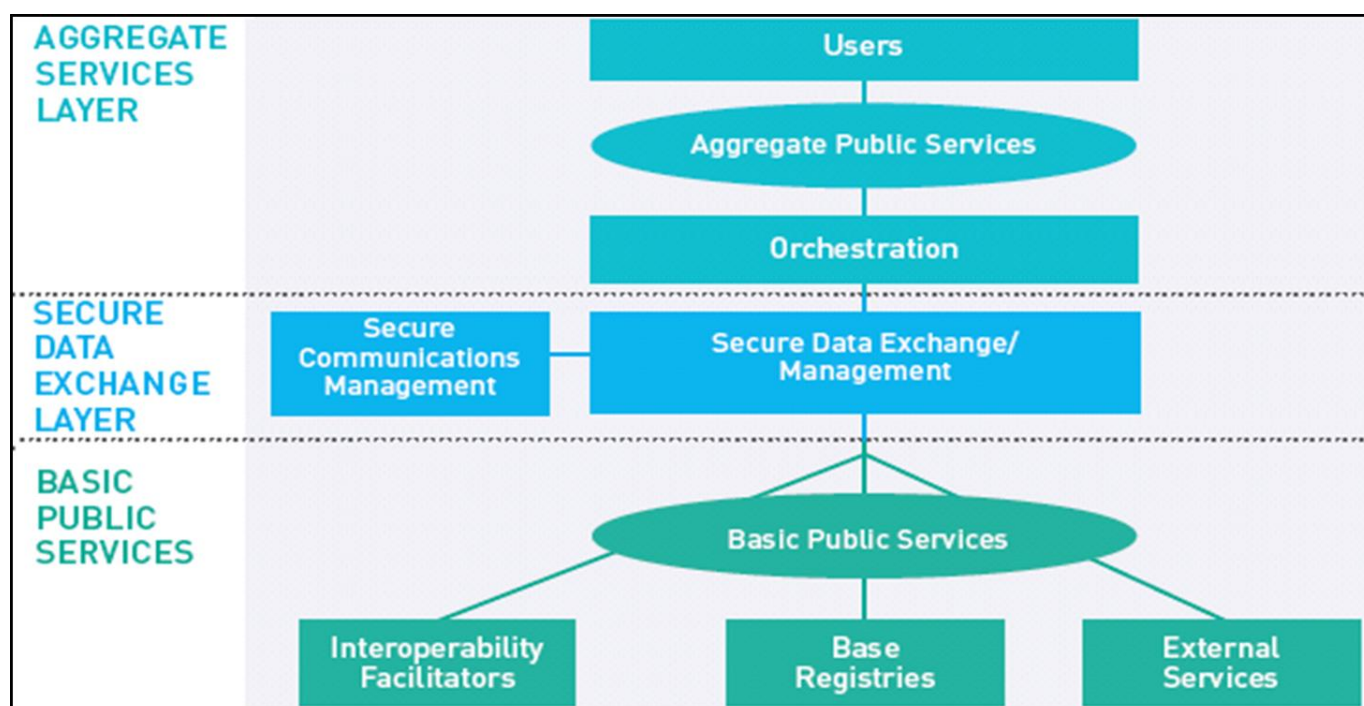 AGGREGATE
SERVICES
LAYER
Users
Aggregate Public Services
Orchestration
SECURE
DATA
EXCHANGE
LAYER
Secure
Communications
Management
Secure Data Exchange/
Management
BASIC
PUBLIC
SERVICES
Basic Public Services
Interoperability
Facilitators
Base
Registries
External
Services